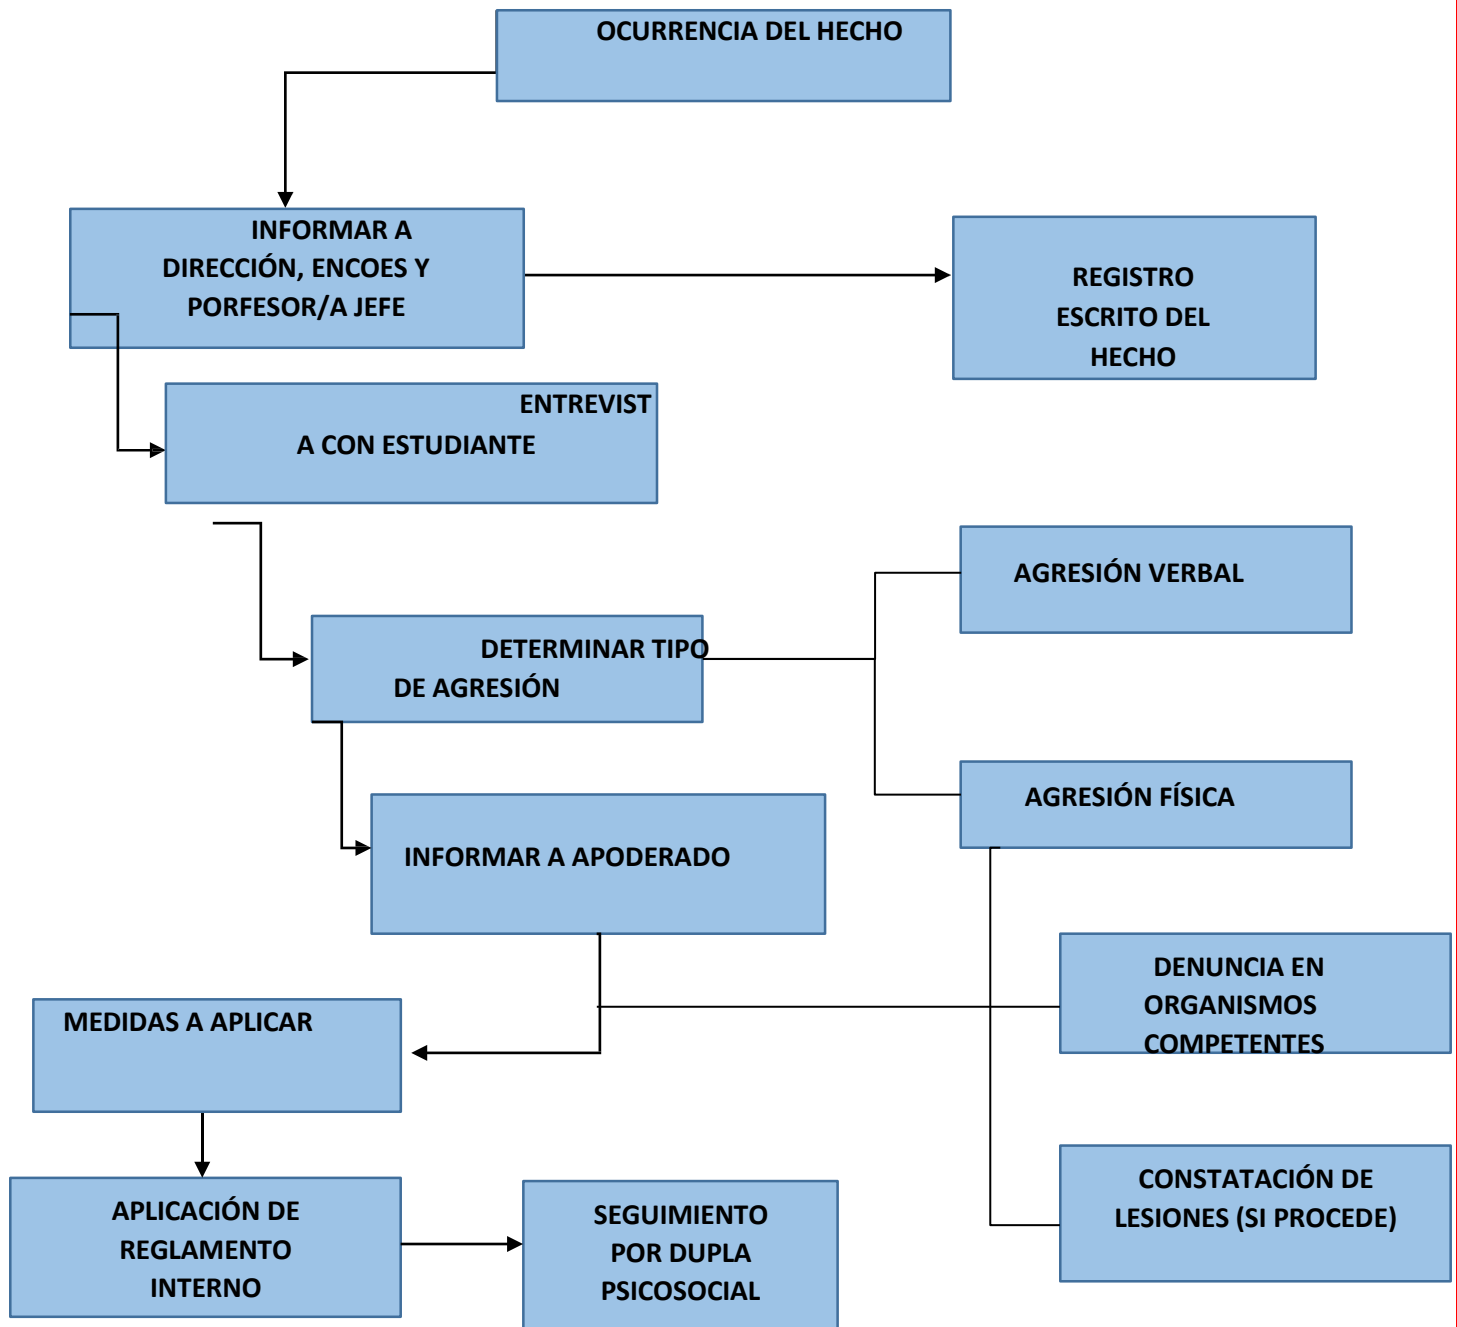 OCURRENCIA DEL HECHO
INFORMAR A
DIRECCIÓN, ENCOES Y
PORFESOR/A JEFE
REGISTRO
ESCRITO DEL
HECHO
ENTREVIST
A CON ESTUDIANTE
AGRESIÓN VERBAL
DETERMINAR TIPO
DE AGRESIÓN
AGRESIÓN FÍSICA
INFORMAR A APODERADO
DENUNCIA EN
ORGANISMOS
COMPETENTES
MEDIDAS A APLICAR
CONSTATACIÓN DE
LESIONES (SI PROCEDE)
APLICACIÓN DE
REGLAMENTO
INTERNO
SEGUIMIENTO
POR DUPLA
PSICOSOCIAL